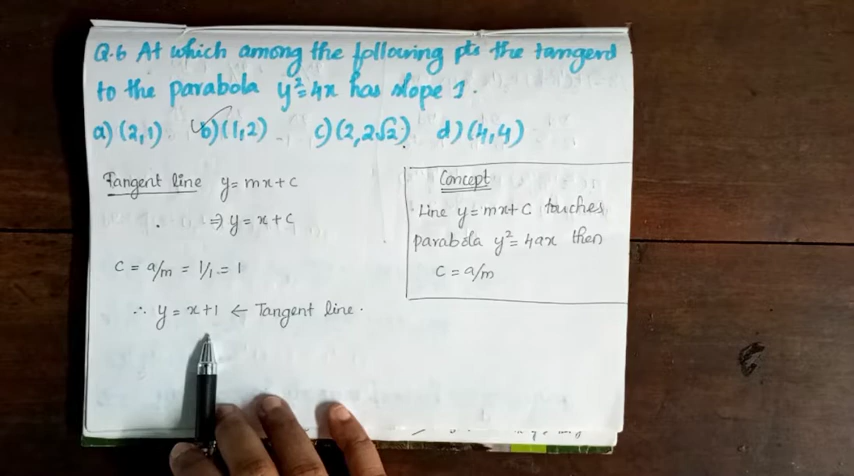 Q.6 At which among the following pts the tangent
to the parabola y²=4x has slope 1.
a) (2,1) b) (1,2) c) (2,2√2) d) (4,4)
Tangent line y=mx+c
⇒ y=x+c
c = a/m = 1/1 = 1
∴ y = x+1 ← Tangent line.
Concept
· Line y=mx+c touches
parabola y²=4ax then
c=a/m